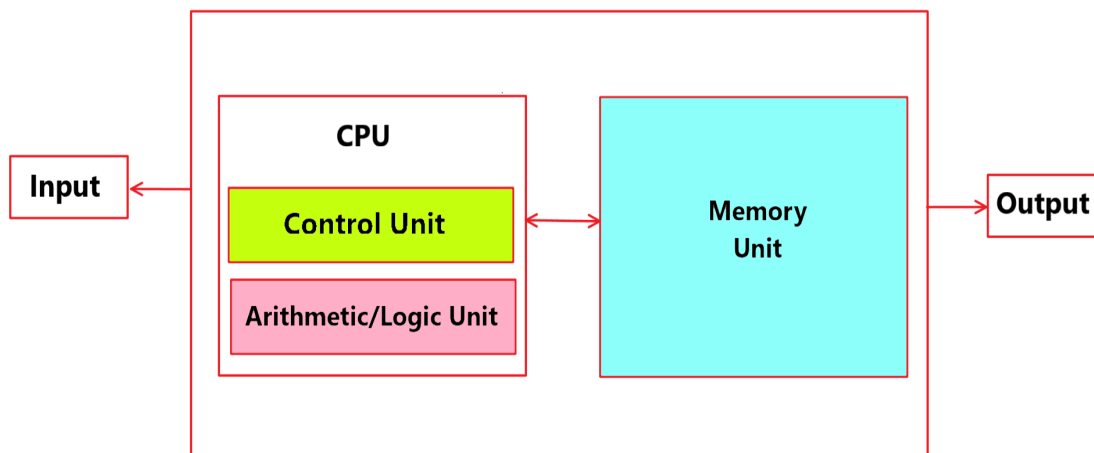 CPU
Input
Control Unit
Memory
Unit
Output
Arithmetic/Logic Unit